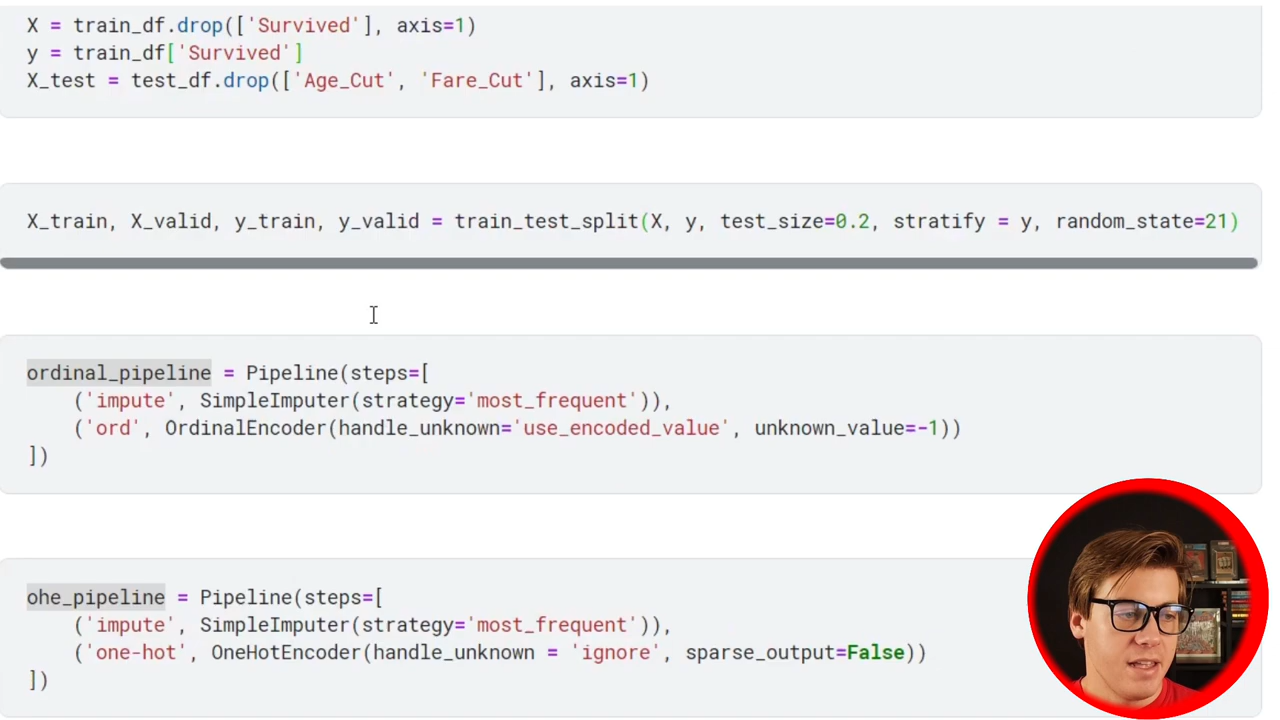 X = train_df.drop(['Survived'], axis=1)
y = train_df['Survived']
X_test = test_df.drop(['Age_Cut', 'Fare_Cut'], axis=1)
X_train, X_valid, y_train, y_valid = train_test_split(X, y, test_size=0.2, stratify = y, random_state=21)
ordinal_pipeline = Pipeline(steps=[
    ('impute', SimpleImputer(strategy='most_frequent')),
    ('ord', OrdinalEncoder(handle_unknown='use_encoded_value', unknown_value=-1))
])
ohe_pipeline = Pipeline(steps=[
    ('impute', SimpleImputer(strategy='most_frequent')),
    ('one-hot', OneHotEncoder(handle_unknown = 'ignore', sparse_output=False))
])